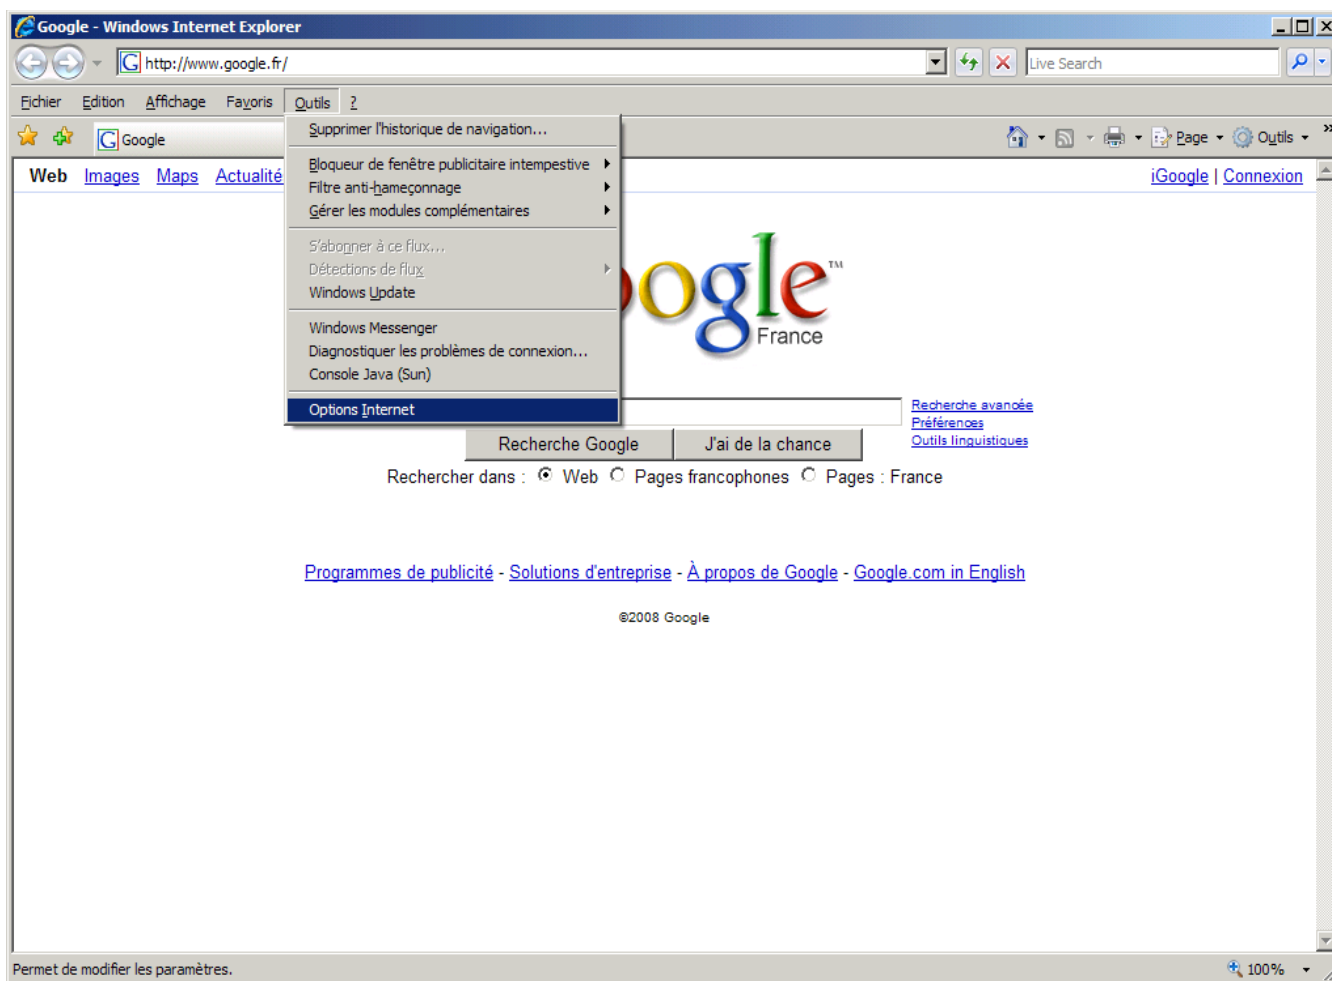 Google - Windows Internet Explorer
http://www.google.fr/
Live Search
Fichier Edition Affichage Favoris Outils ?
Google
Page Outils »
Supprimer l'historique de navigation...
Bloqueur de fenêtre publicitaire intempestive
Filtre anti-hameçonnage
Gérer les modules complémentaires
S'abonner à ce flux...
Détections de flux
Windows Update
Windows Messenger
Diagnostiquer les problèmes de connexion...
Console Java (Sun)
Options Internet
Web Images Maps Actualité
iGoogle | Connexion
ogle™
France
Recherche avancée
Préférences
Outils linguistiques
Recherche Google J'ai de la chance
Rechercher dans : Web Pages francophones Pages : France
Programmes de publicité - Solutions d'entreprise - À propos de Google - Google.com in English
©2008 Google
Permet de modifier les paramètres.
100%